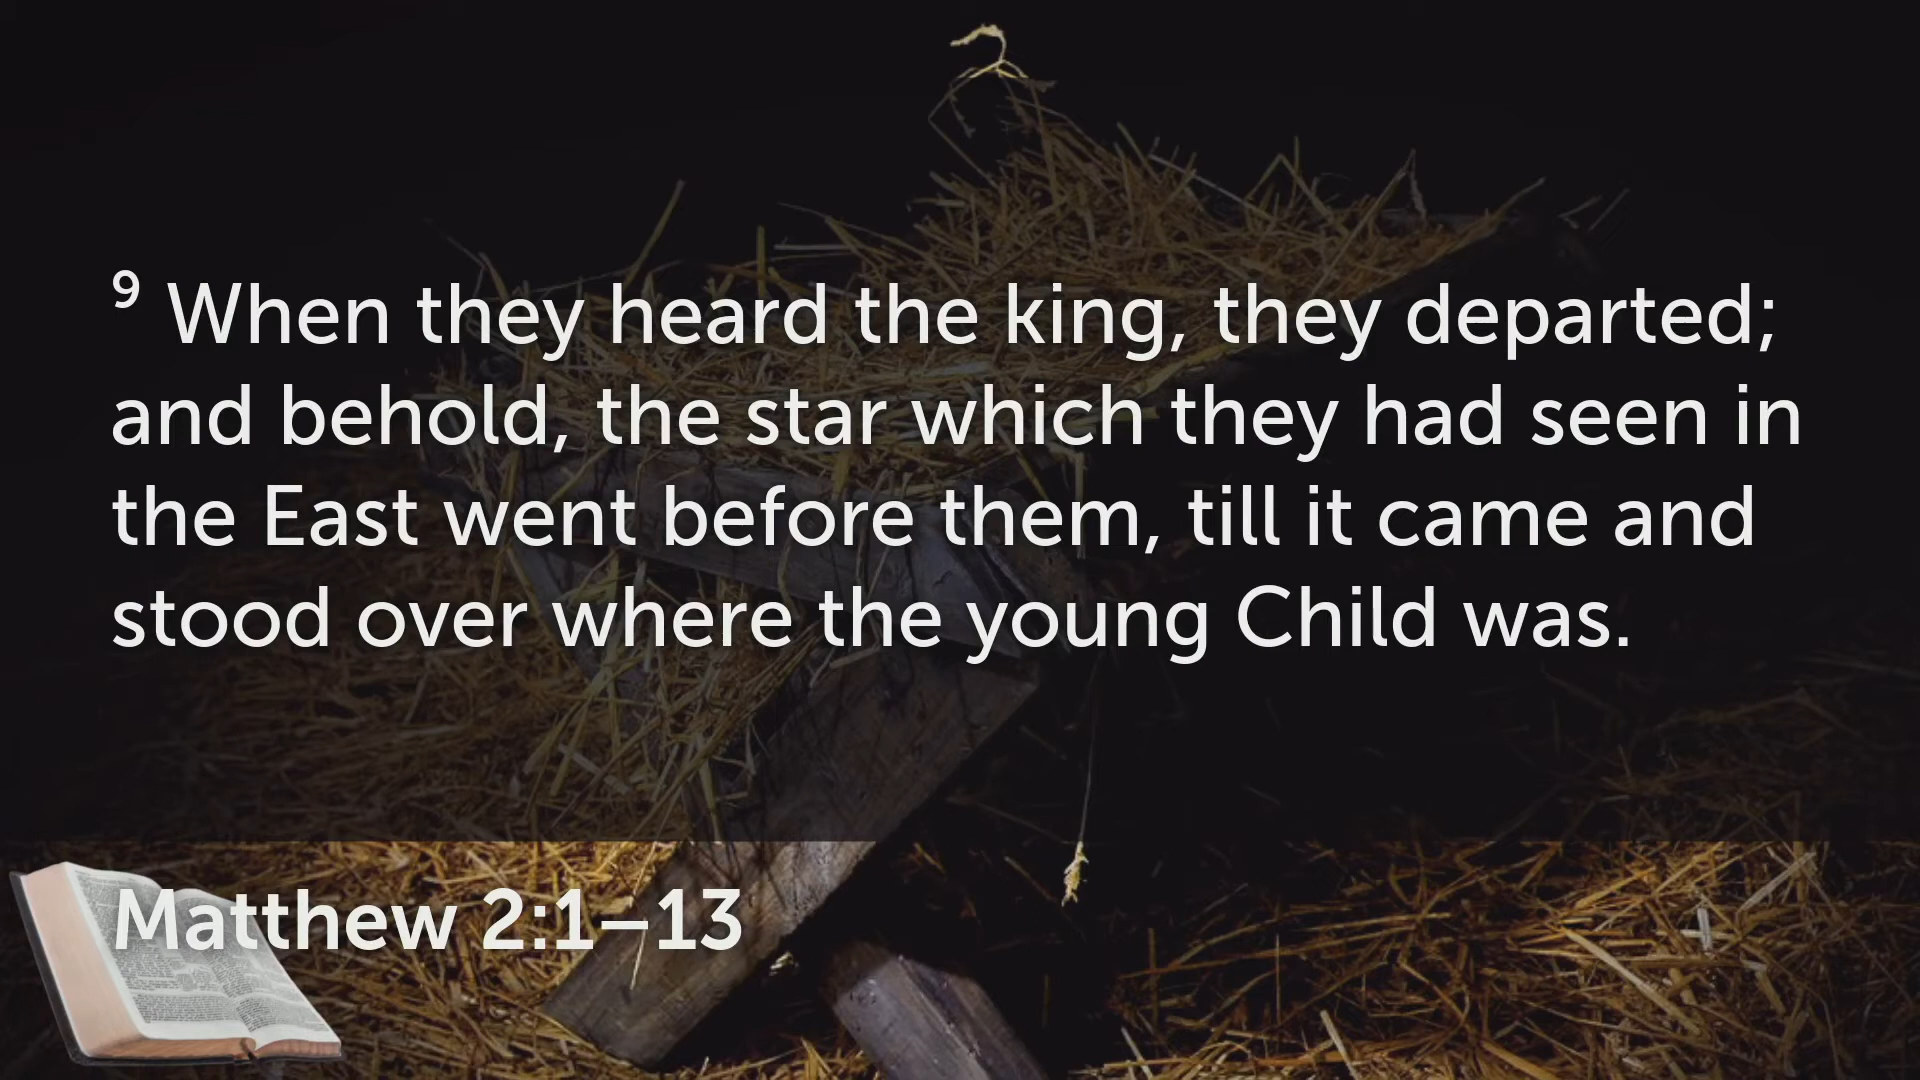 9 When they heard the king, they departed;
and behold, the star which they had seen in
the East went before them, till it came and
stood over where the young Child was.
Matthew 2:1–13